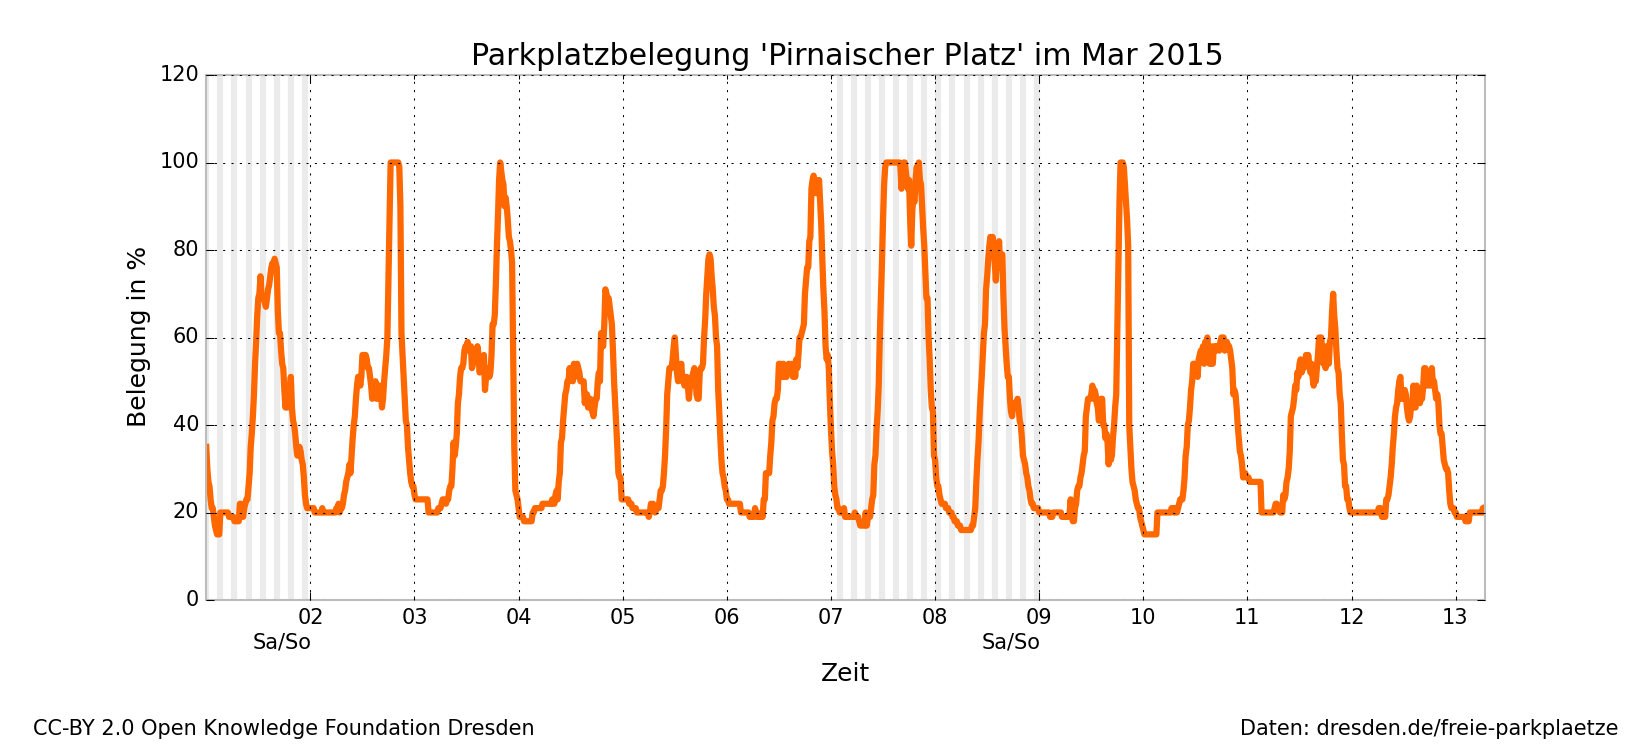 Parkplatzbelegung 'Pirnaischer Platz' im Mar 2015
120
100
80
60
40
20
0
Belegung in %
02 03 04 05 06 07 08 09 10 11 12 13
Sa/So Sa/So
Zeit
CC-BY 2.0 Open Knowledge Foundation Dresden
Daten: dresden.de/freie-parkplaetze